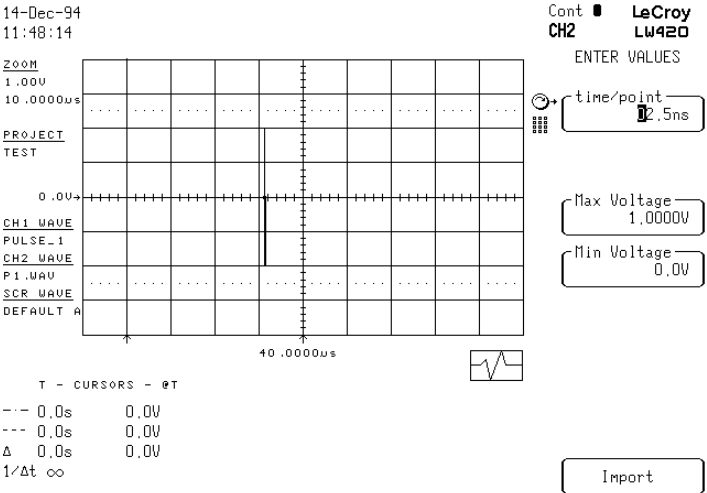 14-Dec-94
11:48:14
Cont
CH2
LeCroy
LW420
ENTER VALUES
ZOOM
1.00V
10.0000us
PROJECT
TEST
0.0V
CH1 WAVE
PULSE_1
CH2 WAVE
P1.WAV
SCR WAVE
DEFAULT A
40.0000us
time/point
02.5ns
Max Voltage
1.0000V
Min Voltage
0.0V
T - CURSORS - @T
0.0s 0.0V
0.0s 0.0V
Δ 0.0s 0.0V
1/Δt ∞
Import